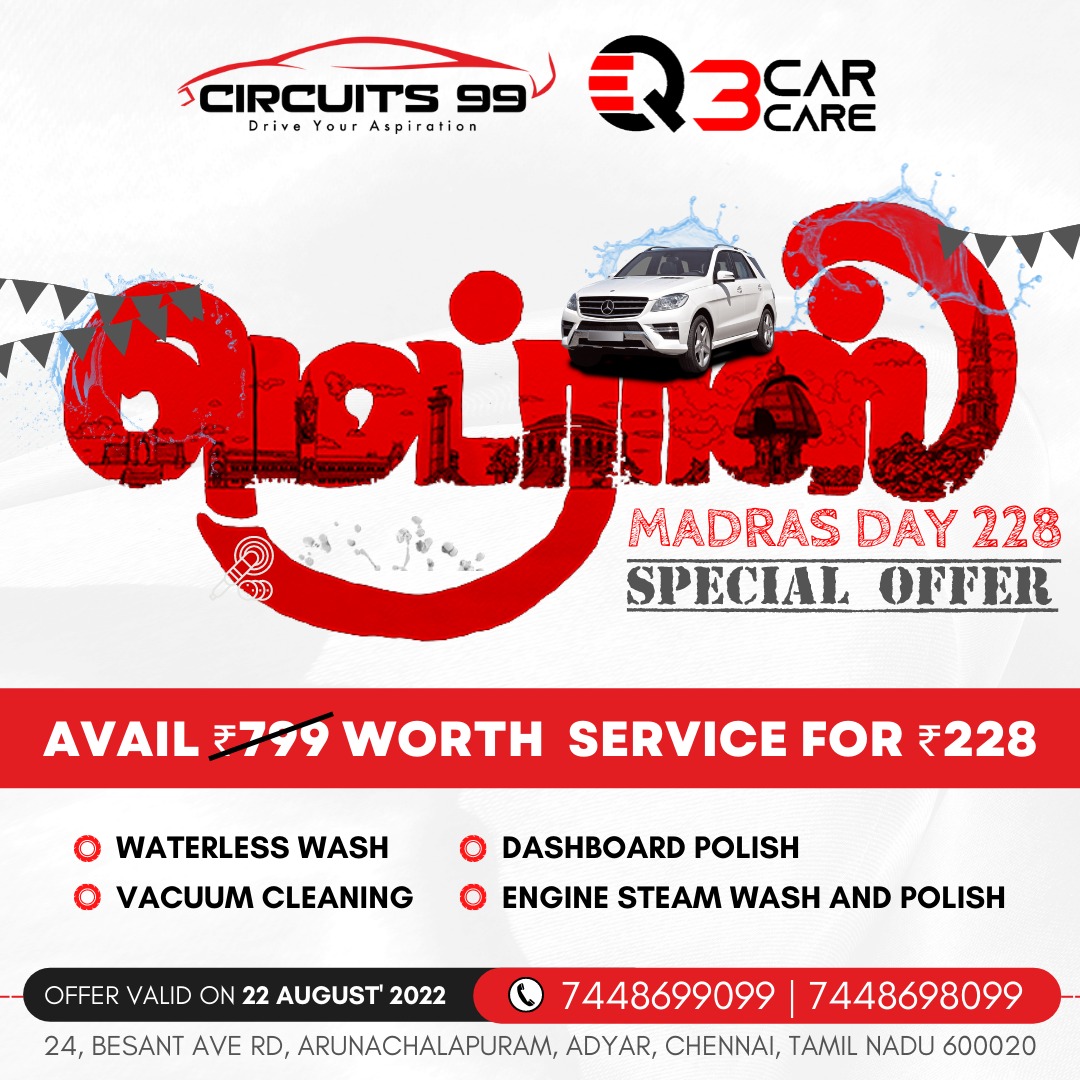 CIRCUITS 99
Drive Your Aspiration
Q3 CAR CARE
மெட்ராஸ்
MADRAS DAY 228
SPECIAL OFFER
AVAIL ₹799 WORTH SERVICE FOR ₹228
WATERLESS WASH
DASHBOARD POLISH
VACUUM CLEANING
ENGINE STEAM WASH AND POLISH
OFFER VALID ON 22 AUGUST' 2022
7448699099 | 7448698099
24, BESANT AVE RD, ARUNACHALAPURAM, ADYAR, CHENNAI, TAMIL NADU 600020